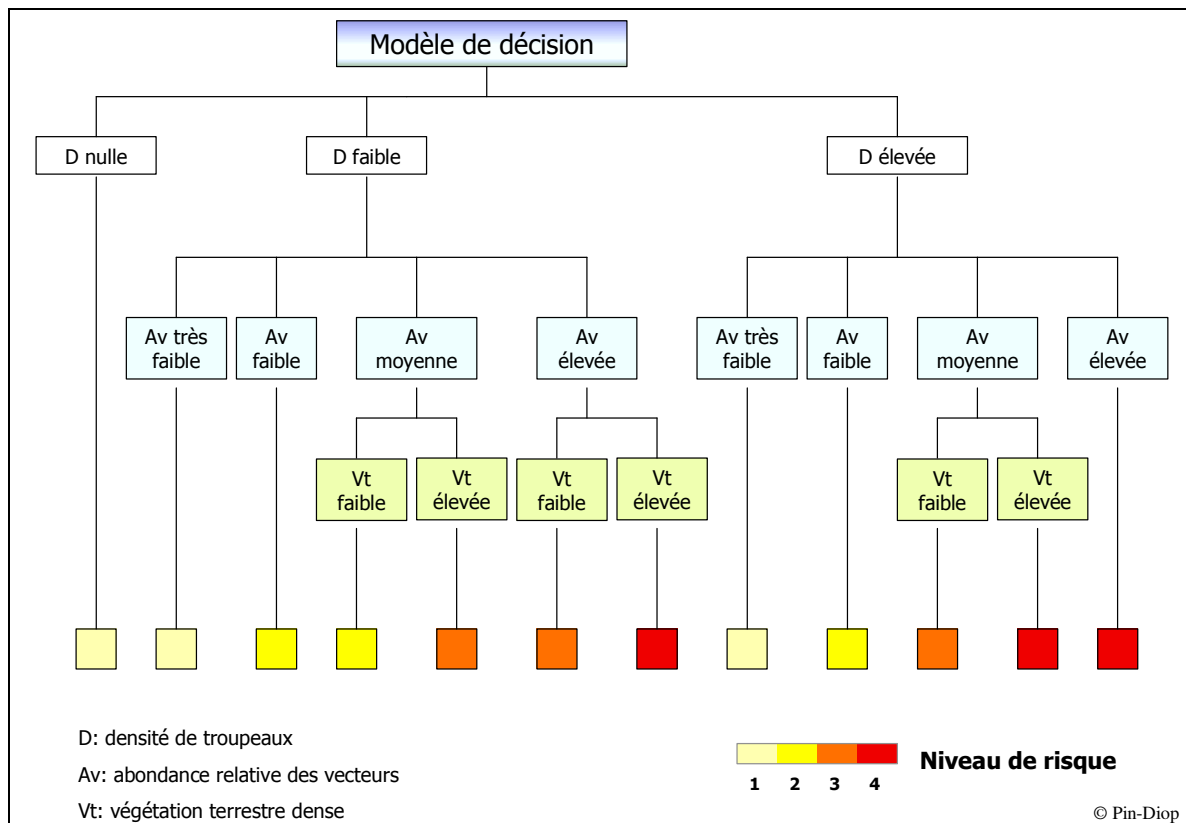 Modèle de décision
D nulle
D faible
D élevée
Av très
faible
Av
faible
Av
moyenne
Av
élevée
Av très
faible
Av
faible
Av
moyenne
Av
élevée
Vt
faible
Vt
élevée
Vt
faible
Vt
élevée
Vt
faible
Vt
élevée
D: densité de troupeaux
Av: abondance relative des vecteurs
Vt: végétation terrestre dense
Niveau de risque
1 2 3 4
© Pin-Diop